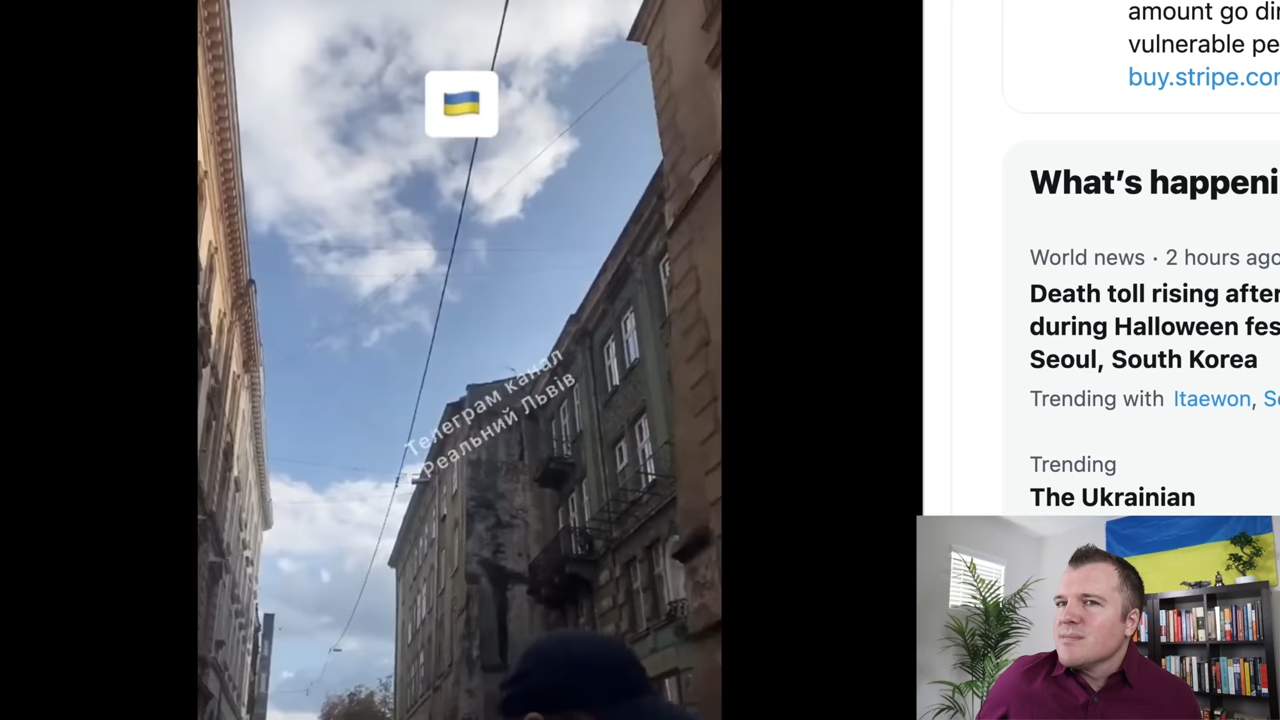 Телеграм канал
Реальний Львів
amount go di
vulnerable pe
buy.stripe.co
What's happeni
World news · 2 hours ago
Death toll rising after
during Halloween fes
Seoul, South Korea
Trending with Itaewon, S
Trending
The Ukrainian